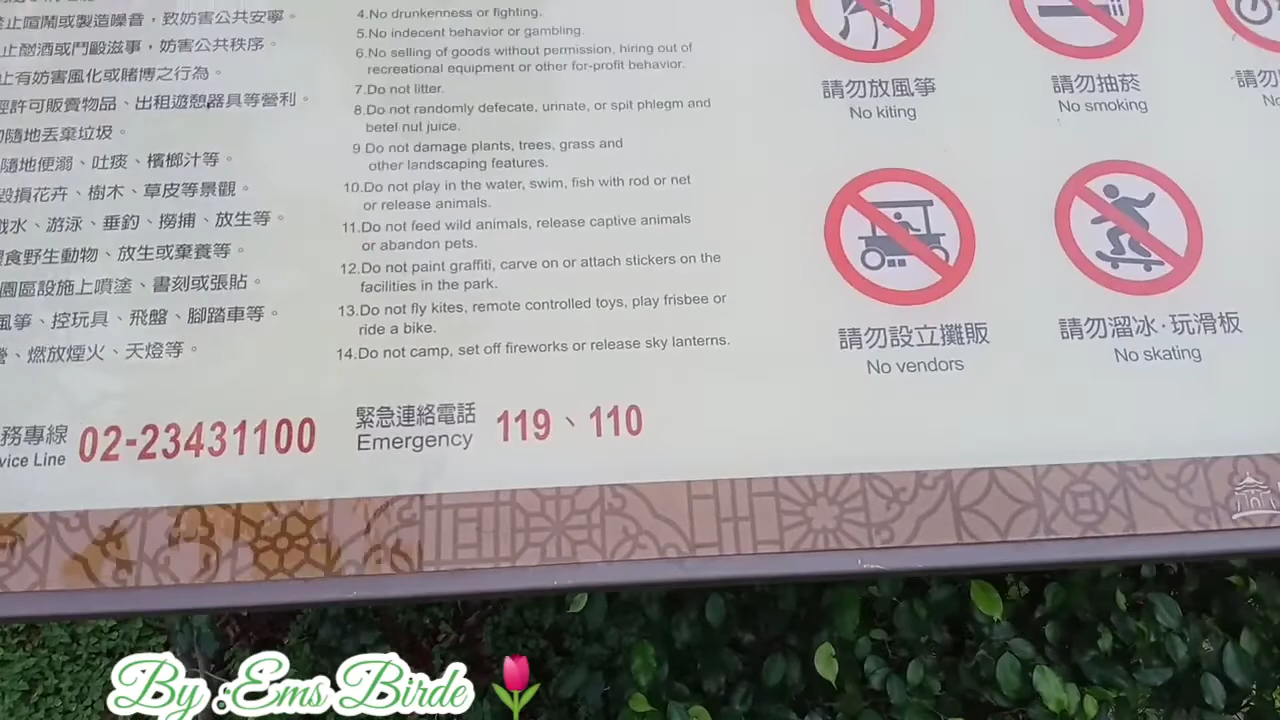 禁止喧鬧或製造噪音，致妨害公共安寧。
止酗酒或鬥毆滋事，妨害公共秩序。
止有妨害風化或賭博之行為。
經許可販賣物品、出租遊憩器具等營利。
勿隨地丟棄垃圾。
隨地便溺、吐痰、檳榔汁等。
毀損花卉、樹木、草皮等景觀。
戲水、游泳、垂釣、撈捕、放生等。
餵食野生動物、放生或棄養等。
園區設施上噴塗、書刻或張貼。
風箏、控玩具、飛盤、腳踏車等。
營、燃放煙火、天燈等。
4.No drunkenness or fighting.
5.No indecent behavior or gambling.
6.No selling of goods without permission, hiring out of
recreational equipment or other for-profit behavior.
7.Do not litter.
8.Do not randomly defecate, urinate, or spit phlegm and
betel nut juice.
9 Do not damage plants, trees, grass and
other landscaping features.
10.Do not play in the water, swim, fish with rod or net
or release animals.
11.Do not feed wild animals, release captive animals
or abandon pets.
12.Do not paint graffiti, carve on or attach stickers on the
facilities in the park.
13.Do not fly kites, remote controlled toys, play frisbee or
ride a bike.
14.Do not camp, set off fireworks or release sky lanterns.
請勿放風箏
No kiting
請勿抽菸
No smoking
請勿
No
請勿設立攤販
No vendors
請勿溜冰·玩滑板
No skating
務專線 02-23431100
vice Line
緊急連絡電話 119、110
Emergency
By :Ems Birde